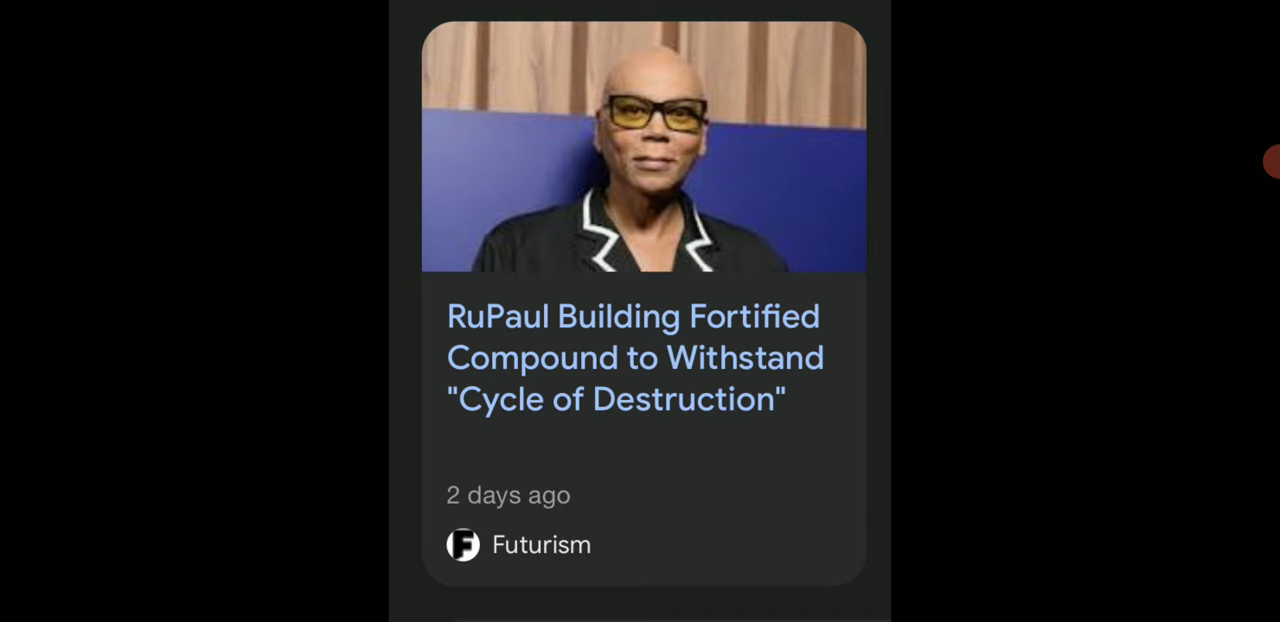 RuPaul Building Fortified
Compound to Withstand
"Cycle of Destruction"
2 days ago
F Futurism